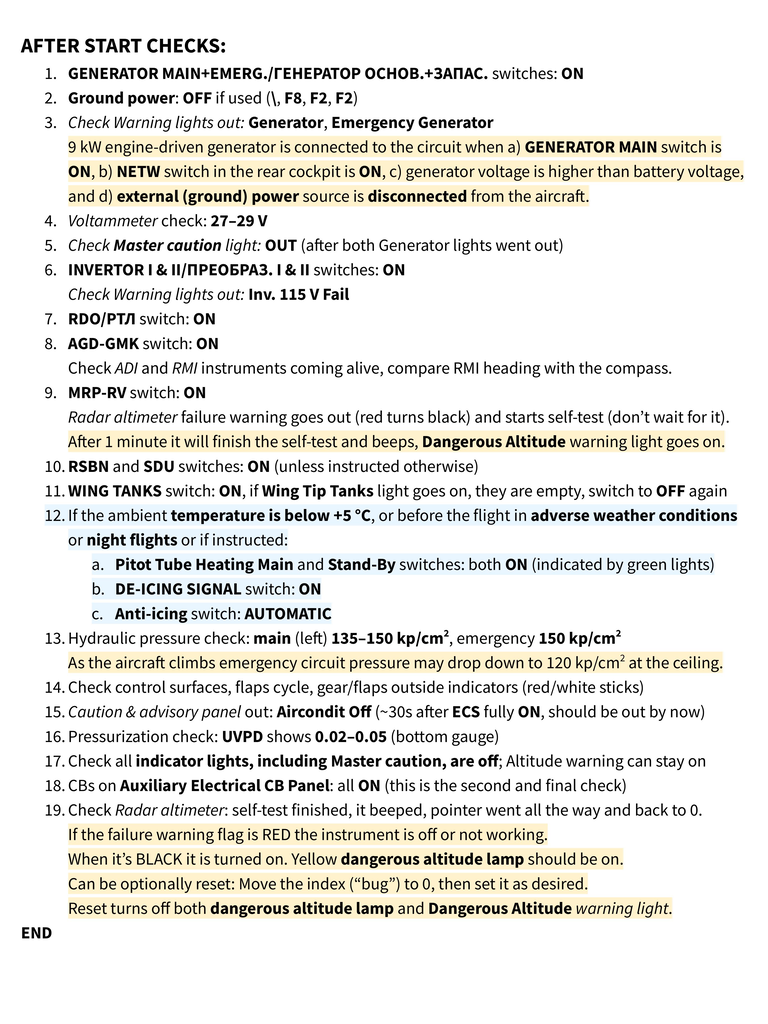 AFTER START CHECKS:
1. GENERATOR MAIN+EMERG./ГЕНЕРАТОР ОСНОВ.+ЗАПАС. switches: ON
2. Ground power: OFF if used (\, F8, F2, F2)
3. Check Warning lights out: Generator, Emergency Generator
9 kW engine-driven generator is connected to the circuit when a) GENERATOR MAIN switch is
ON, b) NETW switch in the rear cockpit is ON, c) generator voltage is higher than battery voltage,
and d) external (ground) power source is disconnected from the aircraft.
4. Voltammeter check: 27–29 V
5. Check Master caution light: OUT (after both Generator lights went out)
6. INVERTOR I & II/ПРЕОБРАЗ. I & II switches: ON
Check Warning lights out: Inv. 115 V Fail
7. RDO/РТЛ switch: ON
8. AGD-GMK switch: ON
Check ADI and RMI instruments coming alive, compare RMI heading with the compass.
9. MRP-RV switch: ON
Radar altimeter failure warning goes out (red turns black) and starts self-test (don’t wait for it).
After 1 minute it will finish the self-test and beeps, Dangerous Altitude warning light goes on.
10. RSBN and SDU switches: ON (unless instructed otherwise)
11. WING TANKS switch: ON, if Wing Tip Tanks light goes on, they are empty, switch to OFF again
12. If the ambient temperature is below +5 °C, or before the flight in adverse weather conditions
or night flights or if instructed:
a. Pitot Tube Heating Main and Stand-By switches: both ON (indicated by green lights)
b. DE-ICING SIGNAL switch: ON
c. Anti-icing switch: AUTOMATIC
13. Hydraulic pressure check: main (left) 135–150 kp/cm², emergency 150 kp/cm²
As the aircraft climbs emergency circuit pressure may drop down to 120 kp/cm² at the ceiling.
14. Check control surfaces, flaps cycle, gear/flaps outside indicators (red/white sticks)
15. Caution & advisory panel out: Aircondit Off (~30s after ECS fully ON, should be out by now)
16. Pressurization check: UVPD shows 0.02–0.05 (bottom gauge)
17. Check all indicator lights, including Master caution, are off; Altitude warning can stay on
18. CBs on Auxiliary Electrical CB Panel: all ON (this is the second and final check)
19. Check Radar altimeter: self-test finished, it beeped, pointer went all the way and back to 0.
If the failure warning flag is RED the instrument is off or not working.
When it’s BLACK it is turned on. Yellow dangerous altitude lamp should be on.
Can be optionally reset: Move the index (“bug”) to 0, then set it as desired.
Reset turns off both dangerous altitude lamp and Dangerous Altitude warning light.
END